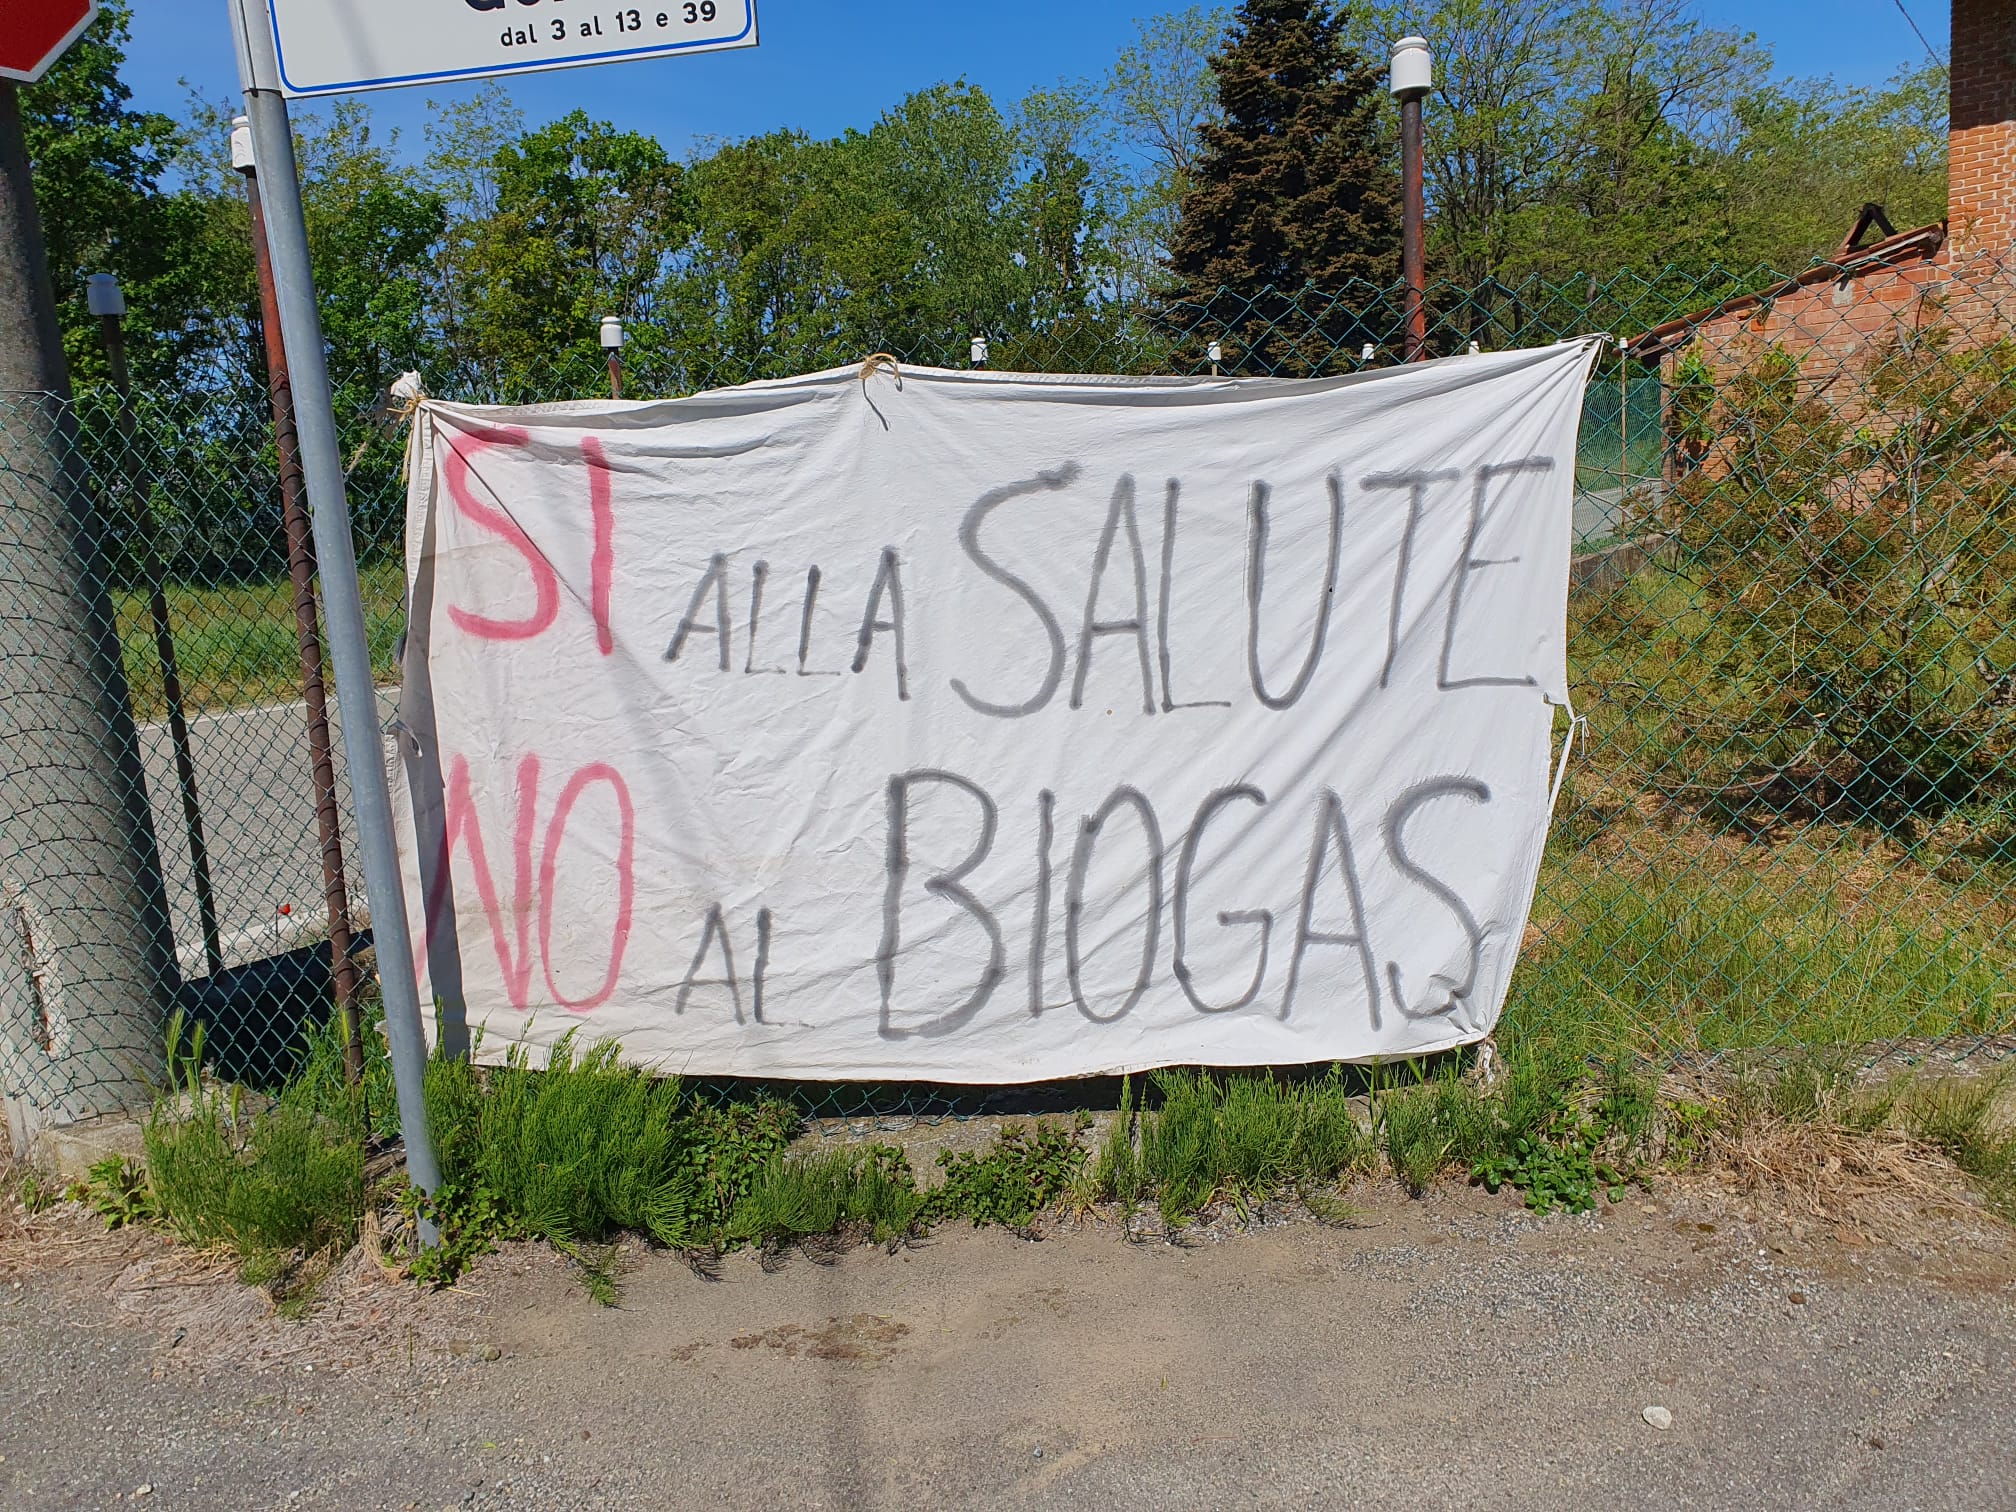 dal 3 al 13 e 39
SI ALLA SALUTE
NO AL BIOGAS